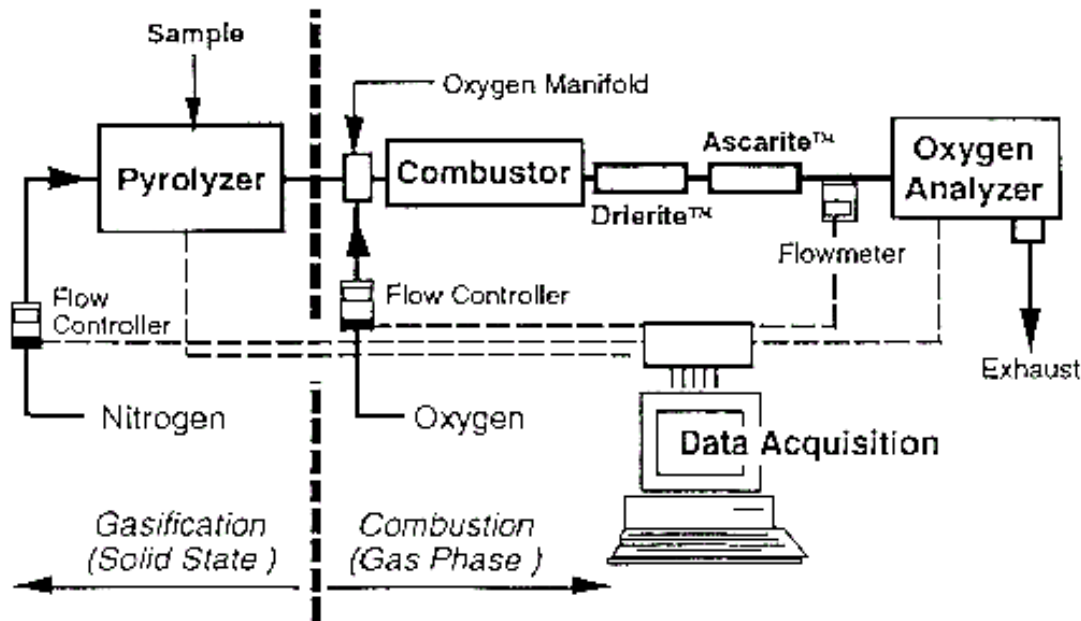 Sample
Oxygen Manifold
Pyrolyzer
Combustor
Ascarite™
Drierite™
Oxygen
Analyzer
Flowmeter
Flow
Controller
Flow Controller
Exhaust
Nitrogen
Oxygen
Data Acquisition
Gasification
(Solid State )
Combustion
(Gas Phase )